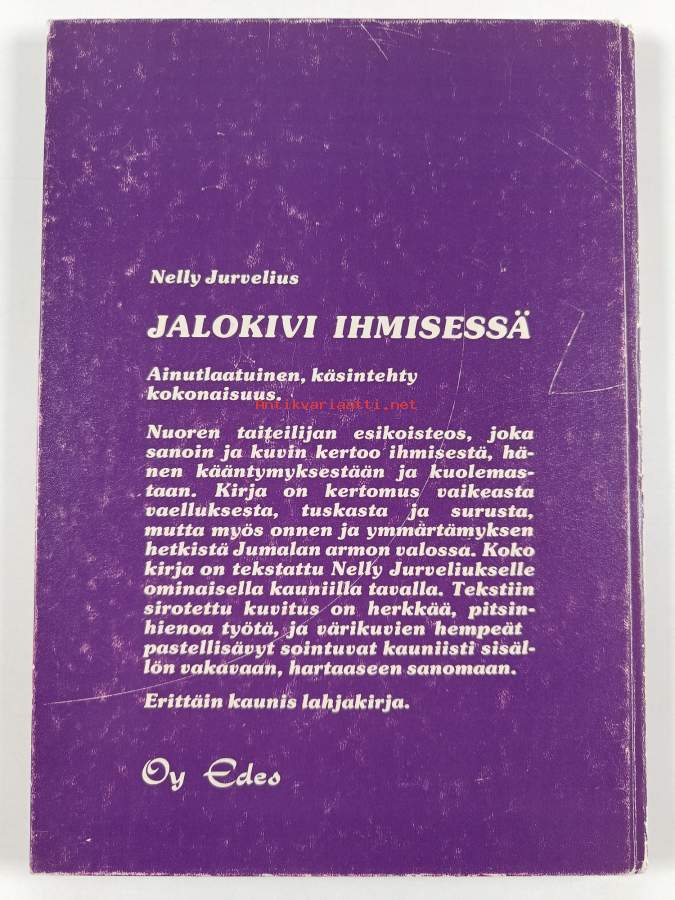 Nelly Jurvelius
JALOKIVI IHMISESSÄ
Ainutlaatuinen, käsintehty
kokonaisuus.
Antikvariaatti.net
Nuoren taiteilijan esikoisteos, joka
sanoin ja kuvin kertoo ihmisestä, hä-
nen kääntymyksestään ja kuolemas-
taan. Kirja on kertomus vaikeasta
vaelluksesta, tuskasta ja surusta,
mutta myös onnen ja ymmärtämyksen
hetkistä Jumalan armon valossa. Koko
kirja on tekstattu Nelly Jurveliukselle
ominaisella kauniilla tavalla. Tekstiin
sirotettu kuvitus on herkkää, pitsin-
hienoa työtä, ja värikuvien hempeät
pastellisävyt sointuvat kauniisti sisäl-
lön vakavaan, hartaaseen sanomaan.
Erittäin kaunis lahjakirja.
Oy Edes